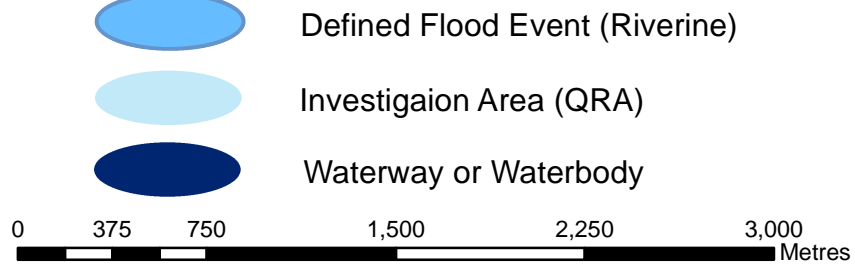 Defined Flood Event (Riverine)
Investigaion Area (QRA)
Waterway or Waterbody
0 375 750 1,500 2,250 3,000
Metres